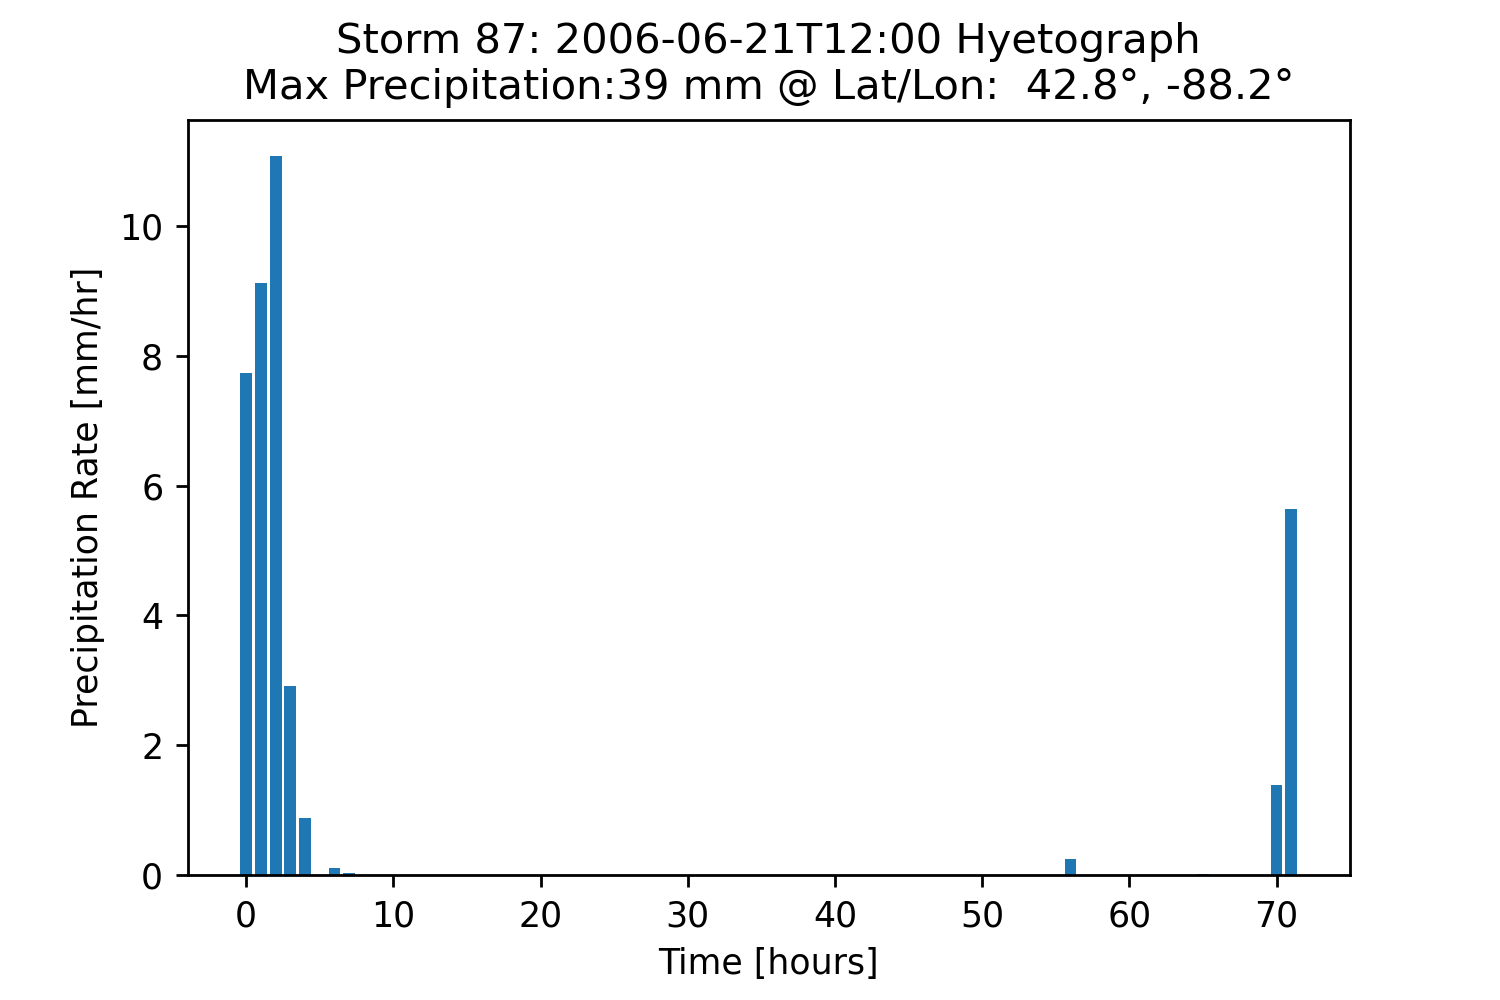 Storm 87: 2006-06-21T12:00 Hyetograph
Max Precipitation:39 mm @ Lat/Lon:  42.8°, -88.2°
Precipitation Rate [mm/hr]
10
8
6
4
2
0
0 10 20 30 40 50 60 70
Time [hours]